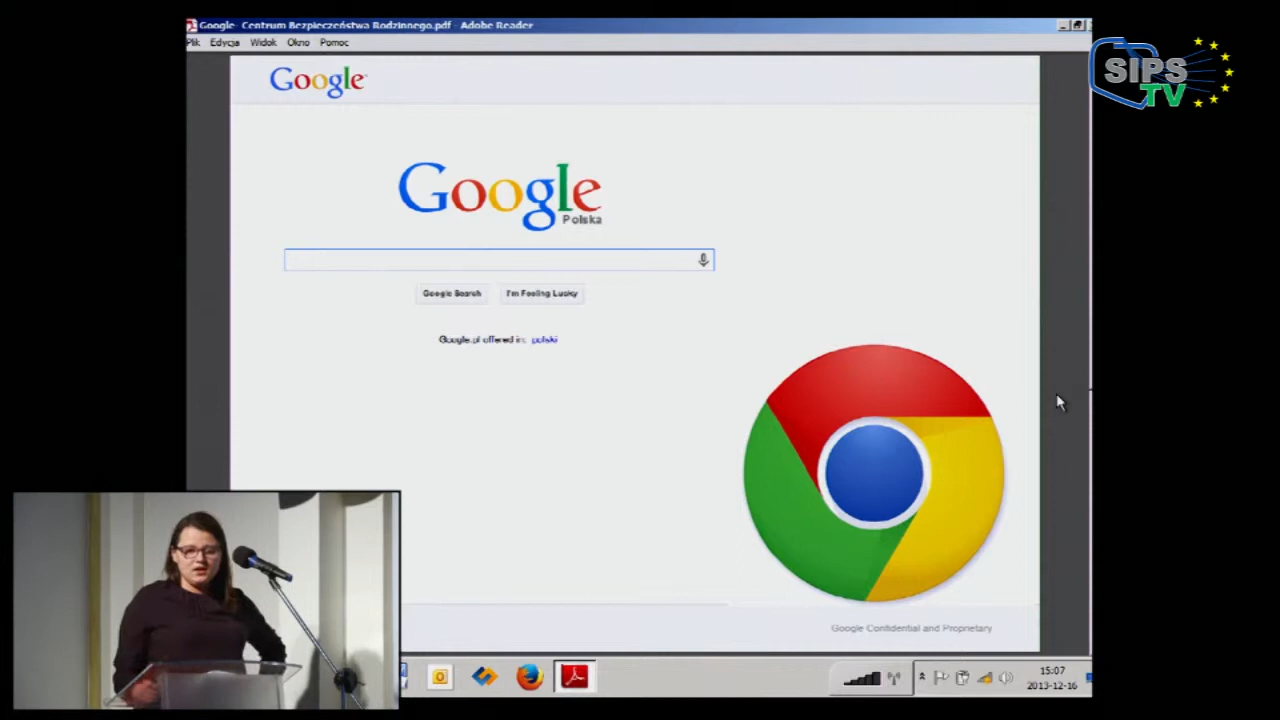 Google - Centrum Bezpieczeństwa Rodzinnego.pdf - Adobe Reader
Plik Edycja Widok Okno Pomoc
SIPS
TV
Google
Google
Polska
Google Search I'm Feeling Lucky
Google.pl offered in: polski
Google Confidential and Proprietary
15:07
2013-12-16